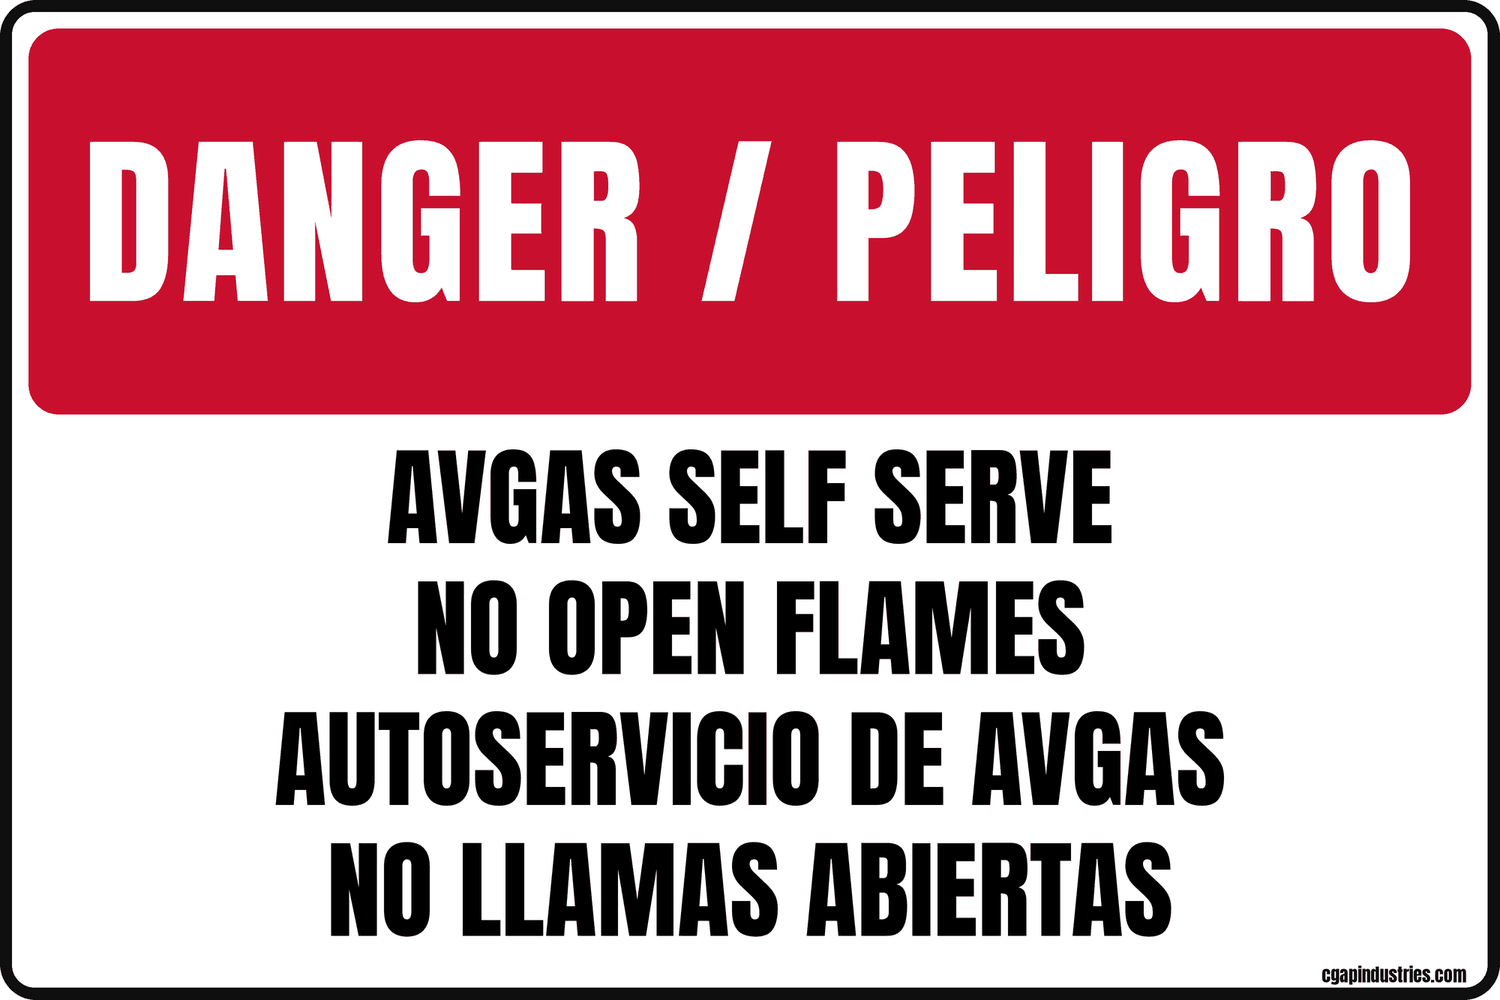 DANGER / PELIGRO
AVGAS SELF SERVE
NO OPEN FLAMES
AUTOSERVICIO DE AVGAS
NO LLAMAS ABIERTAS
cgapindustries.com